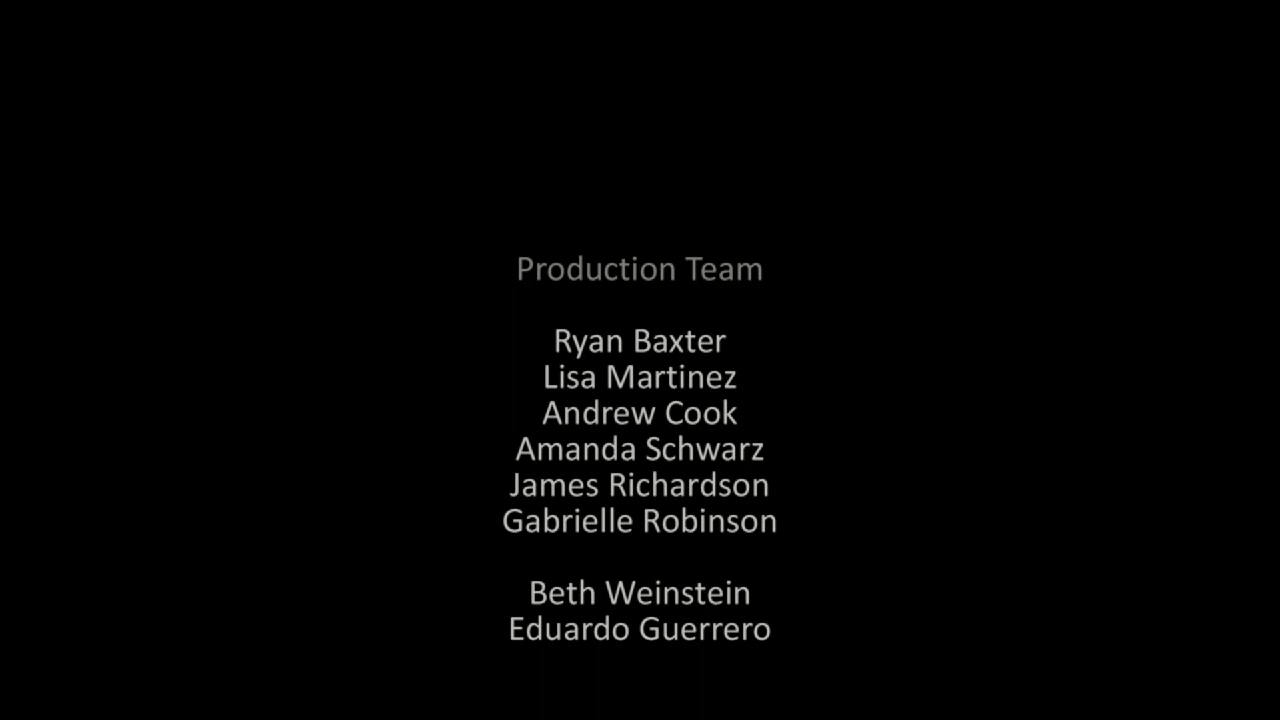 Production Team
Ryan Baxter
Lisa Martinez
Andrew Cook
Amanda Schwarz
James Richardson
Gabrielle Robinson
Beth Weinstein
Eduardo Guerrero